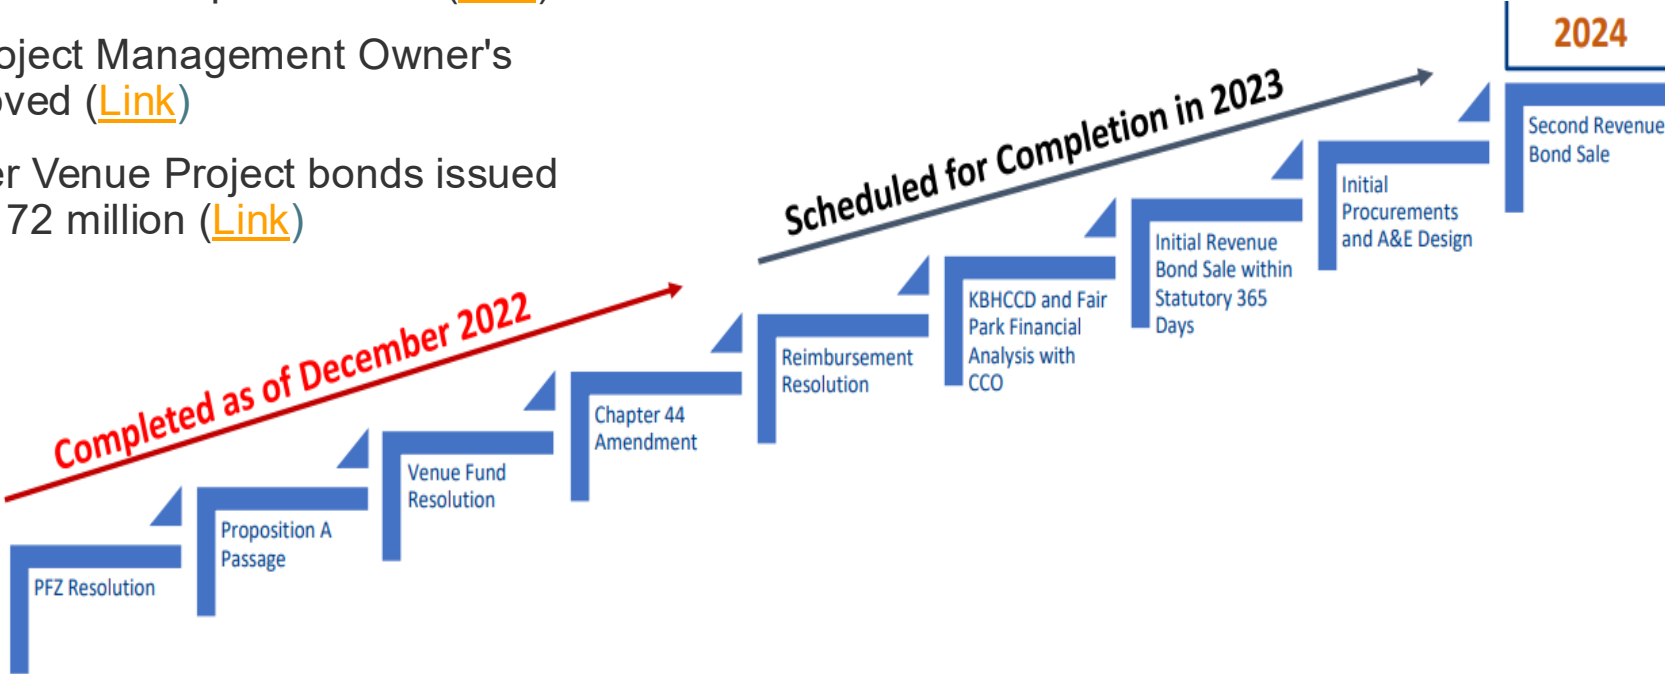 oject Management Owner's
ved (Link)
er Venue Project bonds issued
72 million (Link)
2024
Scheduled for Completion in 2023
Completed as of December 2022
PFZ Resolution
Proposition A
Passage
Venue Fund
Resolution
Chapter 44
Amendment
Reimbursement
Resolution
KBHCCD and Fair
Park Financial
Analysis with
CCO
Initial Revenue
Bond Sale within
Statutory 365
Days
Initial
Procurements
and A&E Design
Second Revenue
Bond Sale